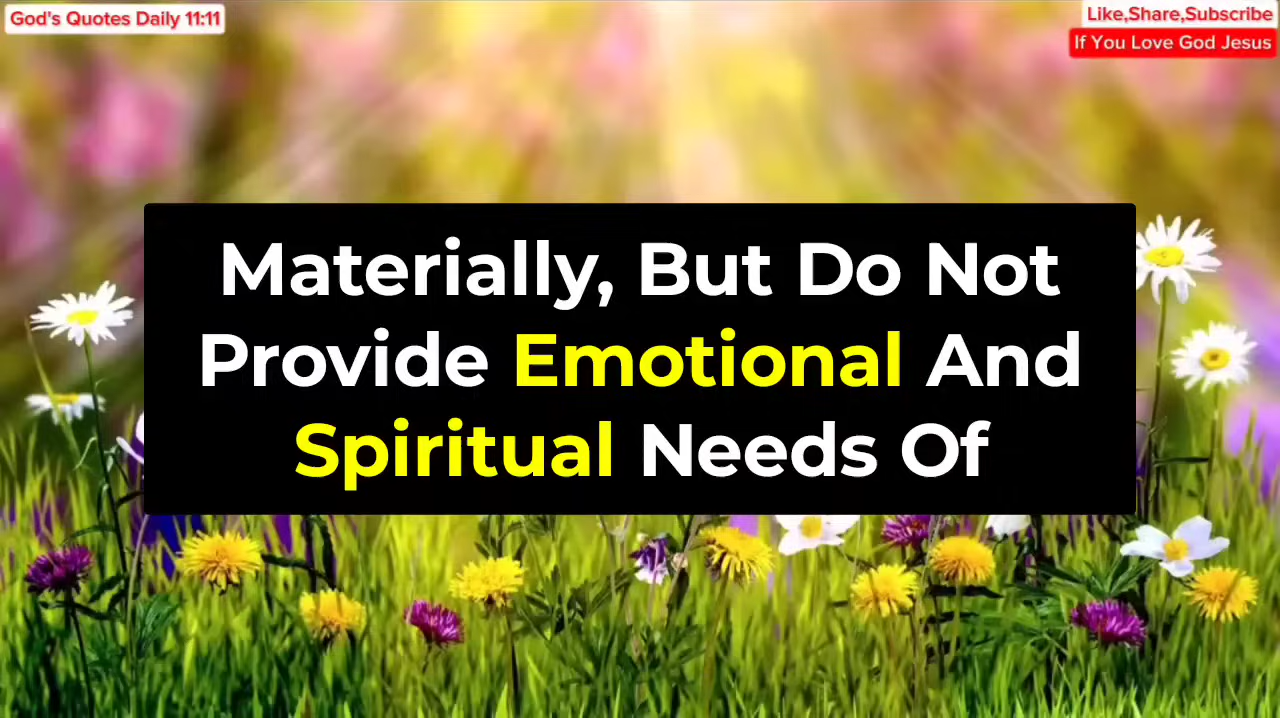 God's Quotes Daily 11:11
Like,Share,Subscribe
If You Love God Jesus
Materially, But Do Not
Provide Emotional And
Spiritual Needs Of